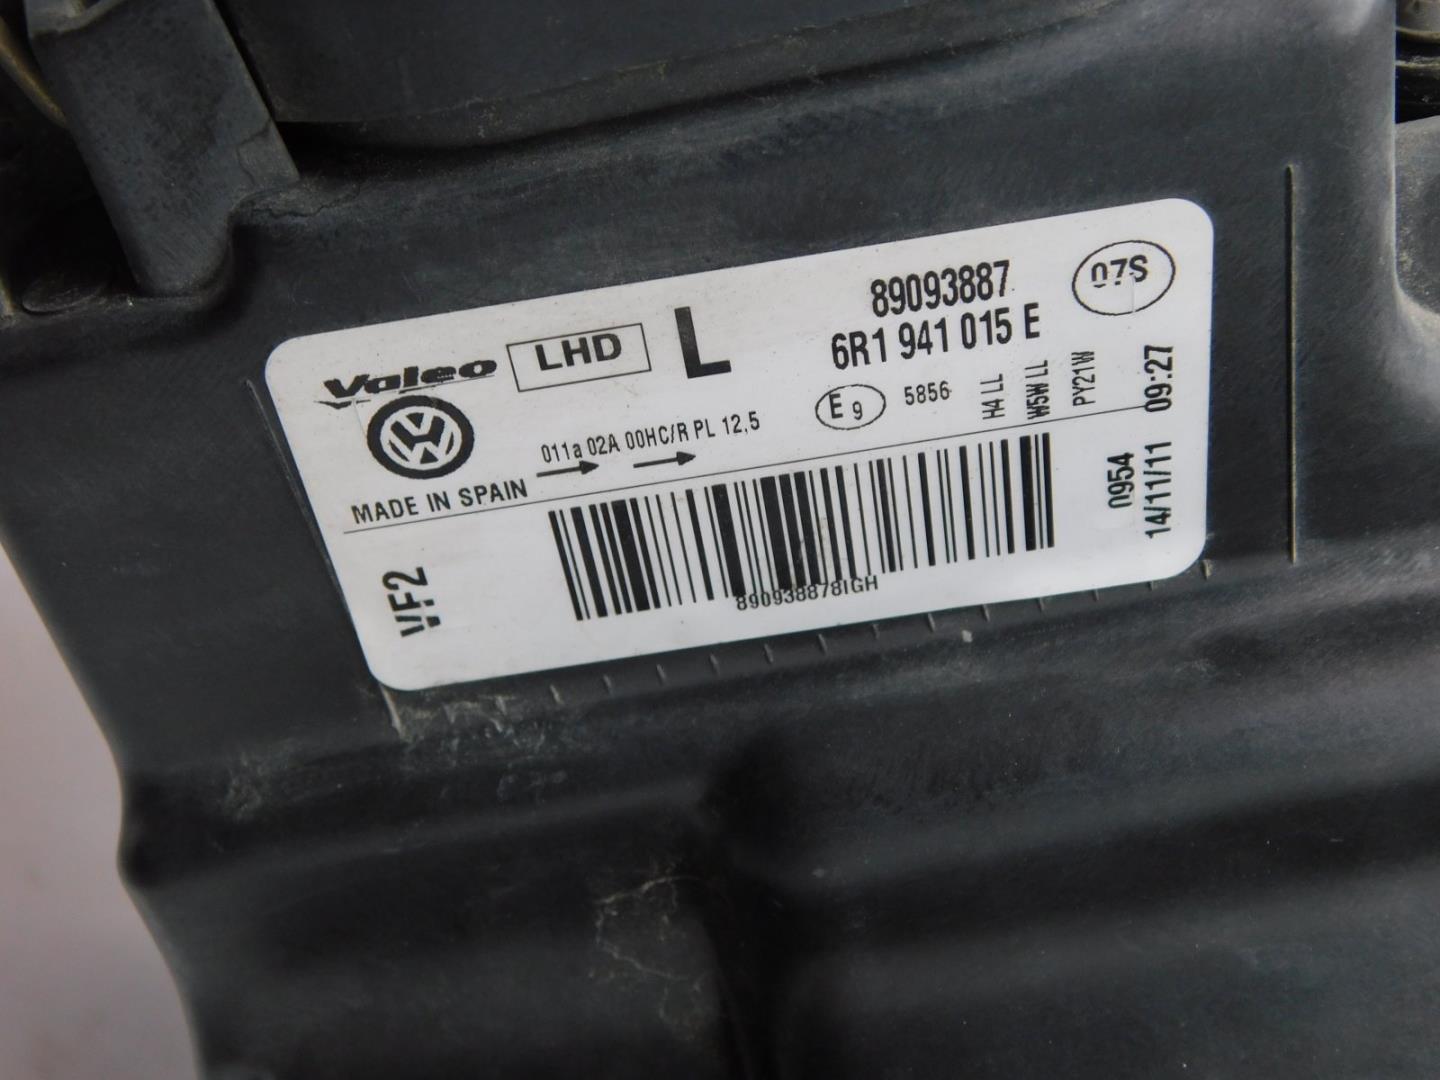 Valeo LHD L
89093887
6R1 941 015 E
07S
011a 02A 00HC/R PL 12,5
E9 5856
H4 LL
W5W LL
PY21W
09:27
MADE IN SPAIN
VF2
890938878IGH
0954
14/11/11